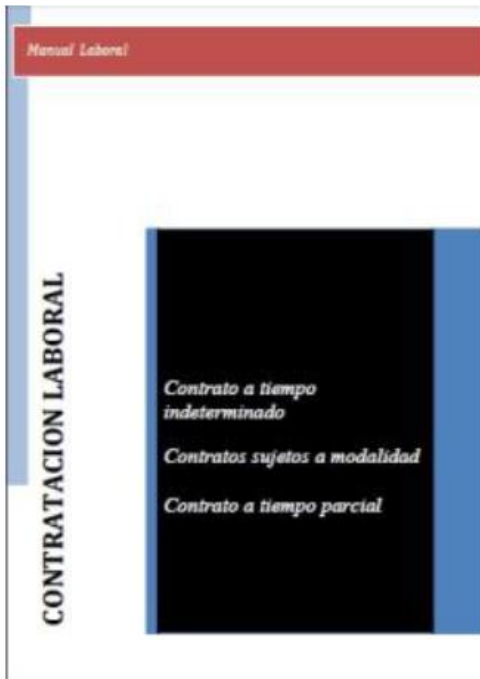 Manual Laboral
CONTRATACION LABORAL
Contrato a tiempo
indeterminado
Contratos sujetos a modalidad
Contrato a tiempo parcial